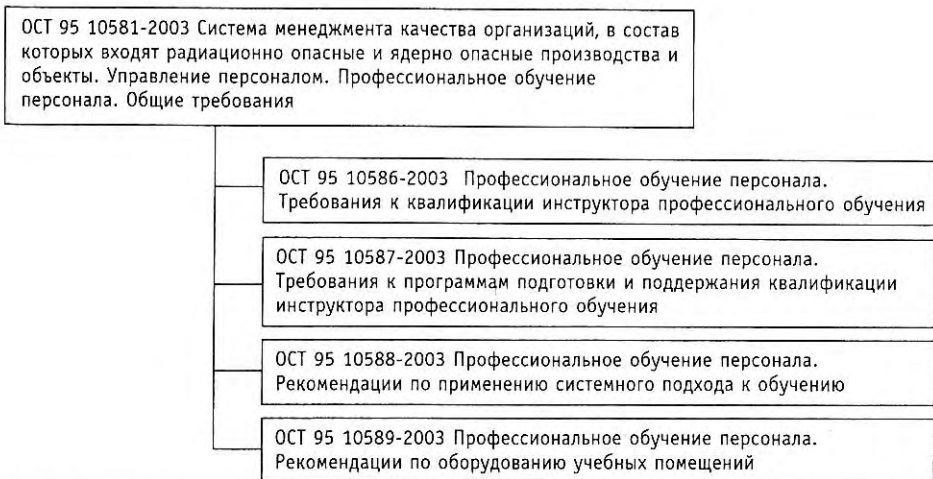 ОСТ 95 10581-2003 Система менеджмента качества организаций, в состав
которых входят радиационно опасные и ядерно опасные производства и
объекты. Управление персоналом. Профессиональное обучение
персонала. Общие требования
ОСТ 95 10586-2003 Профессиональное обучение персонала.
Требования к квалификации инструктора профессионального обучения
ОСТ 95 10587-2003 Профессиональное обучение персонала.
Требования к программам подготовки и поддержания квалификации
инструктора профессионального обучения
ОСТ 95 10588-2003 Профессиональное обучение персонала.
Рекомендации по применению системного подхода к обучению
ОСТ 95 10589-2003 Профессиональное обучение персонала.
Рекомендации по оборудованию учебных помещений